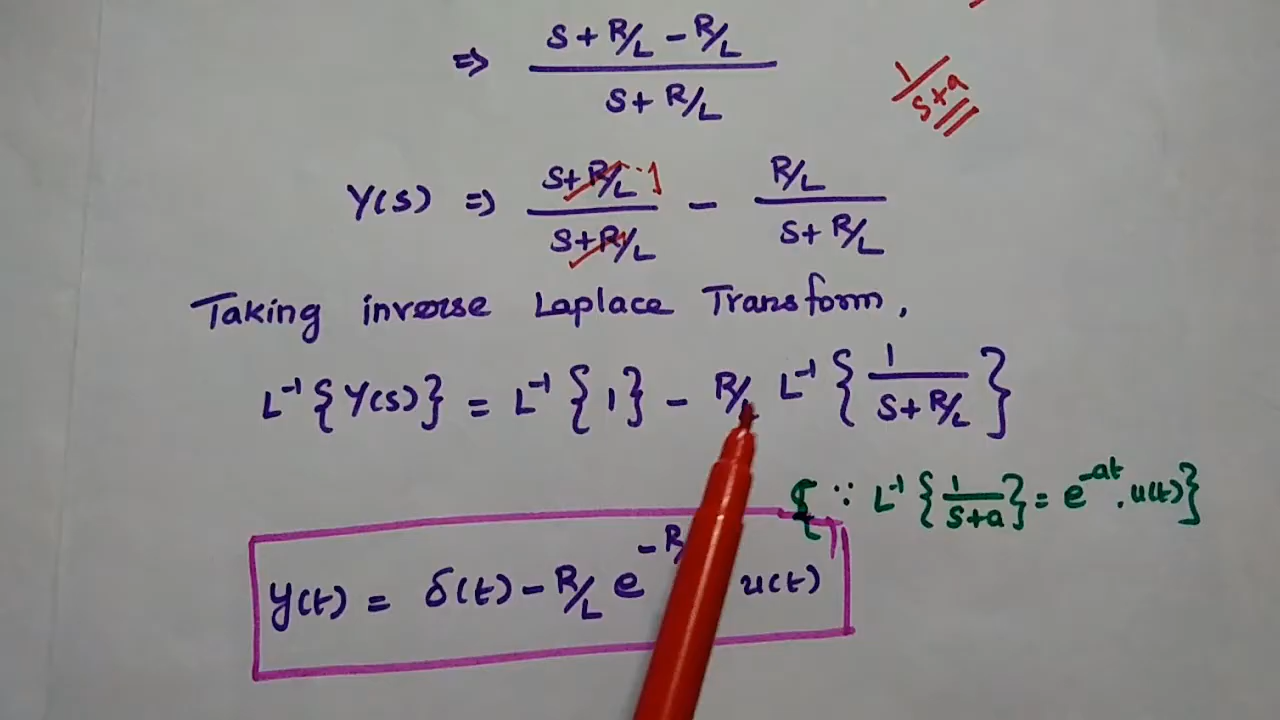 => (S + R/L - R/L) / (S + R/L)
1/(S+a)
Y(S) => (S+R/L)/(S+R/L) · 1 - (R/L)/(S+R/L)
Taking inverse Laplace Transform,
L⁻¹{Y(S)} = L⁻¹{1} - R/L L⁻¹{1/(S+R/L)}
{∵ L⁻¹{1/(S+a)} = e^-at . u(t)}
y(t) = δ(t) - R/L e^-R/ u(t)